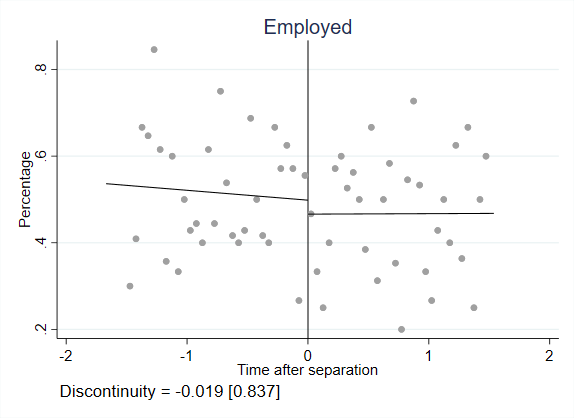 Employed
Percentage
.8
.6
.4
.2
-2 -1 0 1 2
Time after separation
Discontinuity = -0.019 [0.837]